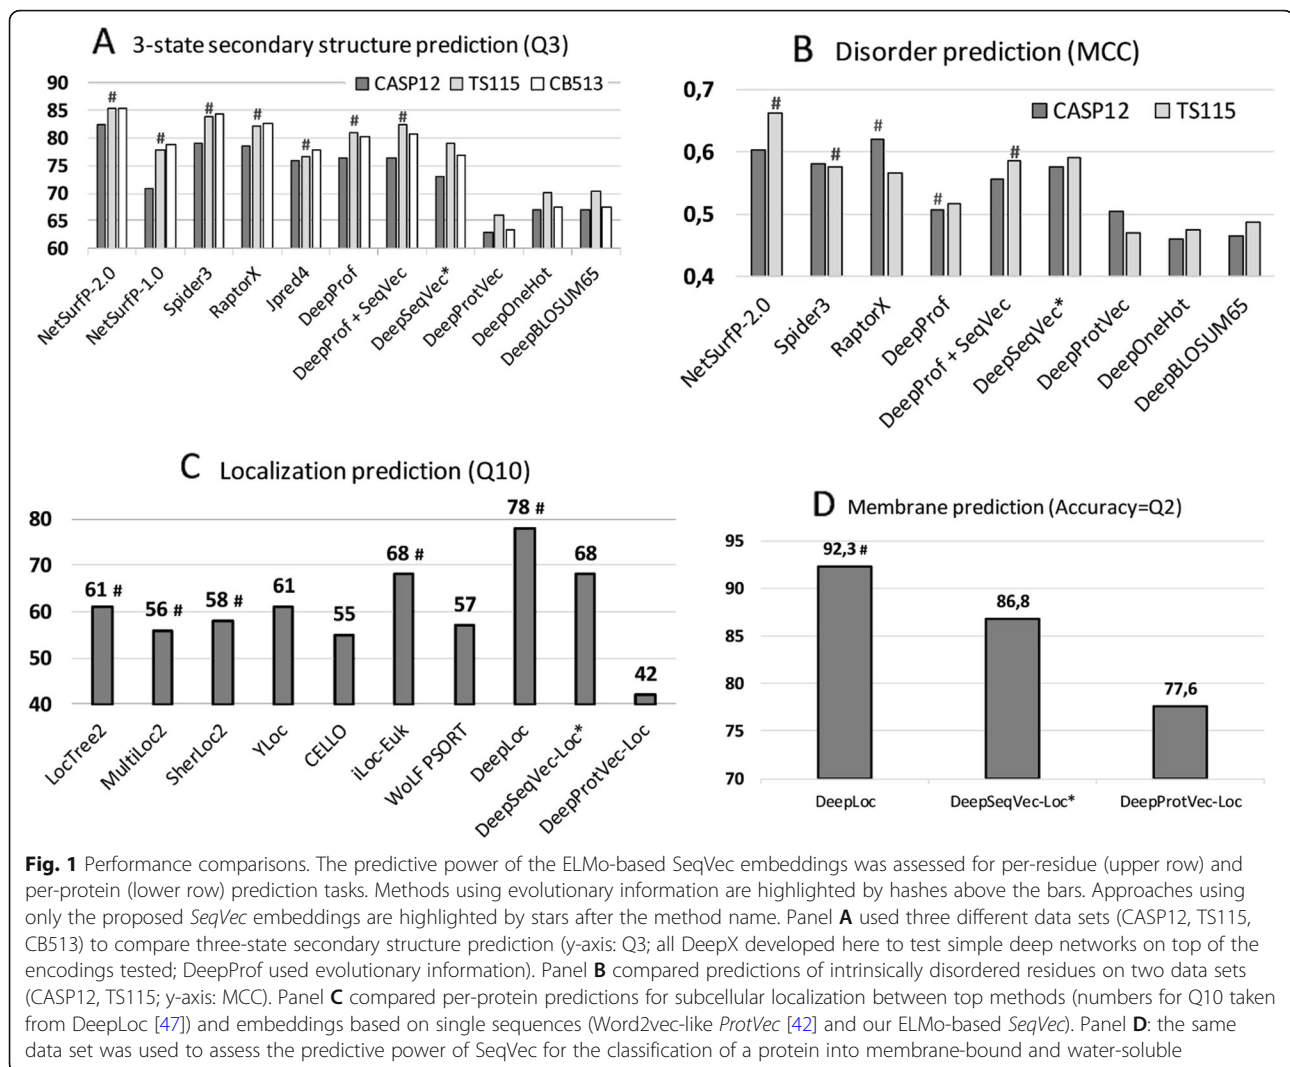 A 3-state secondary structure prediction (Q3)
CASP12 TS115 CB513
90
85
80
75
70
65
60
# # # # # # #
NetSurfP-2.0
NetSurfP-1.0
Spider3
RaptorX
Jpred4
DeepProf
DeepProf + SeqVec
DeepSeqVec*
DeepProtVec
DeepOneHot
DeepBLOSUM65
B Disorder prediction (MCC)
CASP12 TS115
0,7
0,6
0,5
0,4
# # # # #
NetSurfP-2.0
Spider3
RaptorX
DeepProf
DeepProf + SeqVec
DeepSeqVec*
DeepProtVec
DeepOneHot
DeepBLOSUM65
C Localization prediction (Q10)
80
70
60
50
40
61 # 56 # 58 # 61 55 68 # 57 78 # 68 42
LocTree2
MultiLoc2
SherLoc2
YLoc
CELLO
iLoc-Euk
WoLF PSORT
DeepLoc
DeepSeqVec-Loc*
DeepProtVec-Loc
D Membrane prediction (Accuracy=Q2)
95
90
85
80
75
70
92,3 # 86,8 77,6
DeepLoc DeepSeqVec-Loc* DeepProtVec-Loc
Fig. 1 Performance comparisons. The predictive power of the ELMo-based SeqVec embeddings was assessed for per-residue (upper row) and
per-protein (lower row) prediction tasks. Methods using evolutionary information are highlighted by hashes above the bars. Approaches using
only the proposed SeqVec embeddings are highlighted by stars after the method name. Panel A used three different data sets (CASP12, TS115,
CB513) to compare three-state secondary structure prediction (y-axis: Q3; all DeepX developed here to test simple deep networks on top of the
encodings tested; DeepProf used evolutionary information). Panel B compared predictions of intrinsically disordered residues on two data sets
(CASP12, TS115; y-axis: MCC). Panel C compared per-protein predictions for subcellular localization between top methods (numbers for Q10 taken
from DeepLoc [47]) and embeddings based on single sequences (Word2vec-like ProtVec [42] and our ELMo-based SeqVec). Panel D: the same
data set was used to assess the predictive power of SeqVec for the classification of a protein into membrane-bound and water-soluble